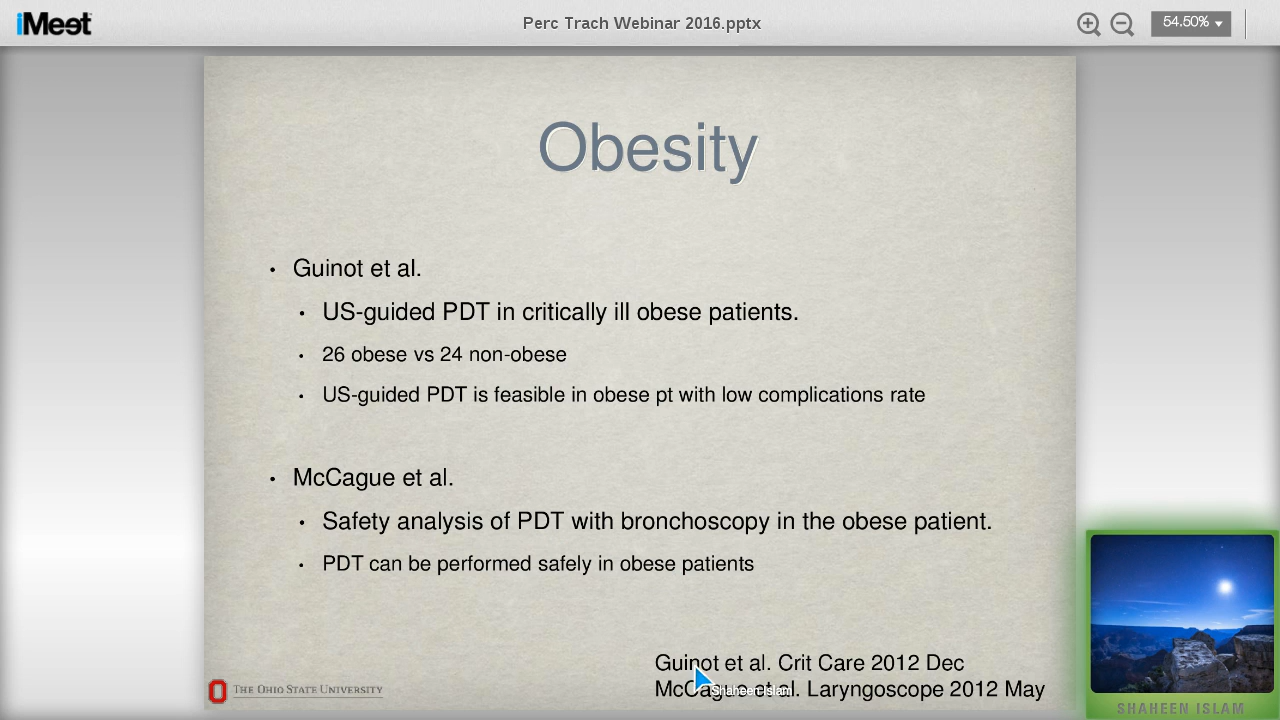 iMeet
Perc Trach Webinar 2016.pptx
54.50%
Obesity
• Guinot et al.
• US-guided PDT in critically ill obese patients.
• 26 obese vs 24 non-obese
• US-guided PDT is feasible in obese pt with low complications rate
• McCague et al.
• Safety analysis of PDT with bronchoscopy in the obese patient.
• PDT can be performed safely in obese patients
Guinot et al. Crit Care 2012 Dec
McCague et al. Laryngoscope 2012 May
Shaheen Islam
THE OHIO STATE UNIVERSITY
SHAHEEN ISLAM